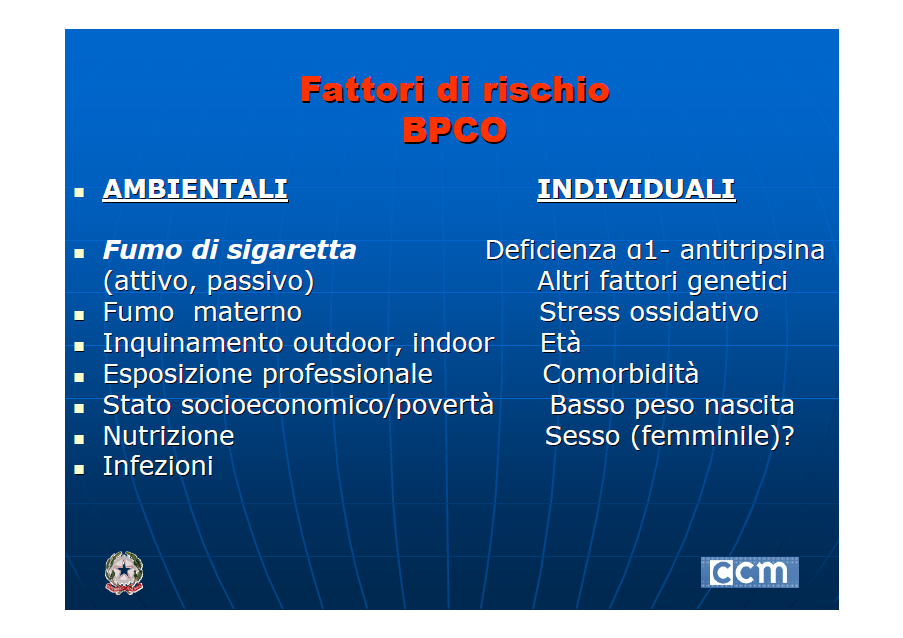 Fattori di rischio
BPCO
AMBIENTALI INDIVIDUALI
Fumo di sigaretta Deficienza α1- antitripsina
(attivo, passivo) Altri fattori genetici
Fumo materno Stress ossidativo
Inquinamento outdoor, indoor Età
Esposizione professionale Comorbidità
Stato socioeconomico/povertà Basso peso nascita
Nutrizione Sesso (femminile)?
Infezioni
ccm